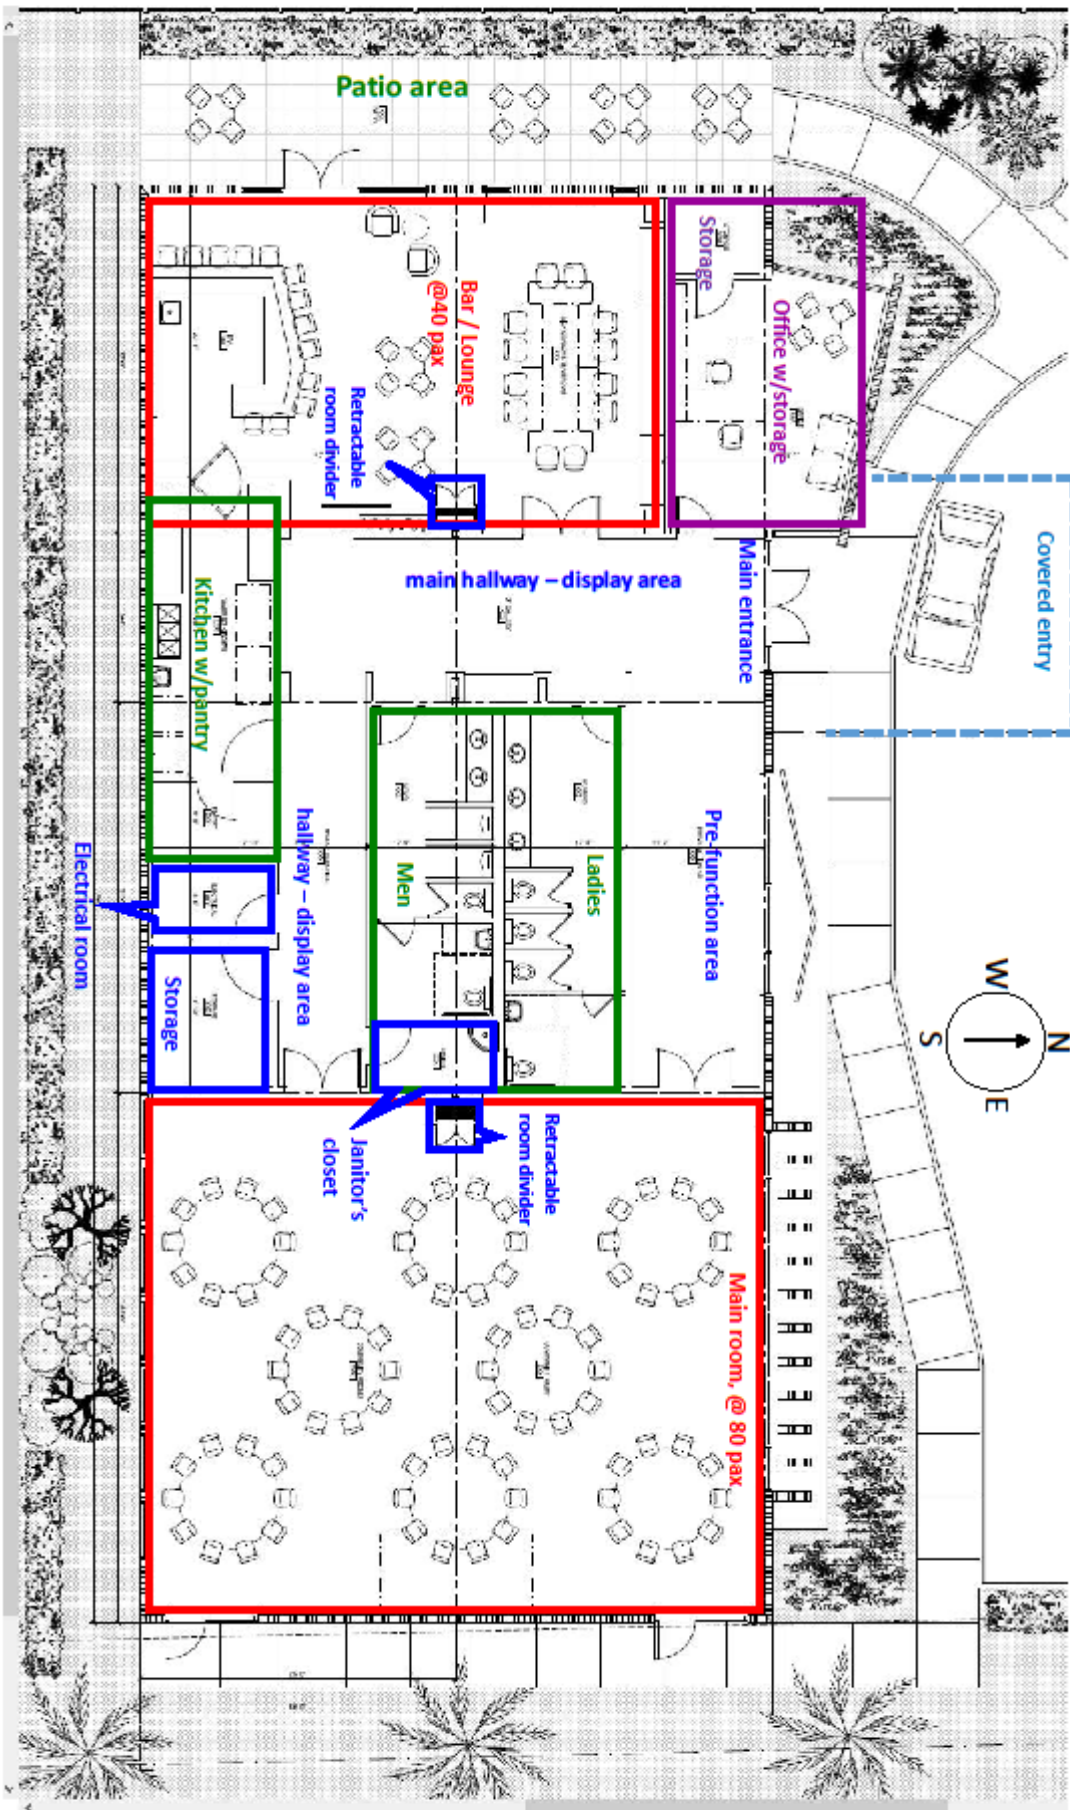 Patio area
Storage
Office w/storage
Bar / Lounge
@40 pax
Retractable
room divider
Covered entry
Main entrance
main hallway – display area
Kitchen w/pantry
Pre-function area
Ladies
Men
hallway – display area
Electrical room
Storage
N
W
E
S
Janitor's
closet
Retractable
room divider
Main room, @ 80 pax